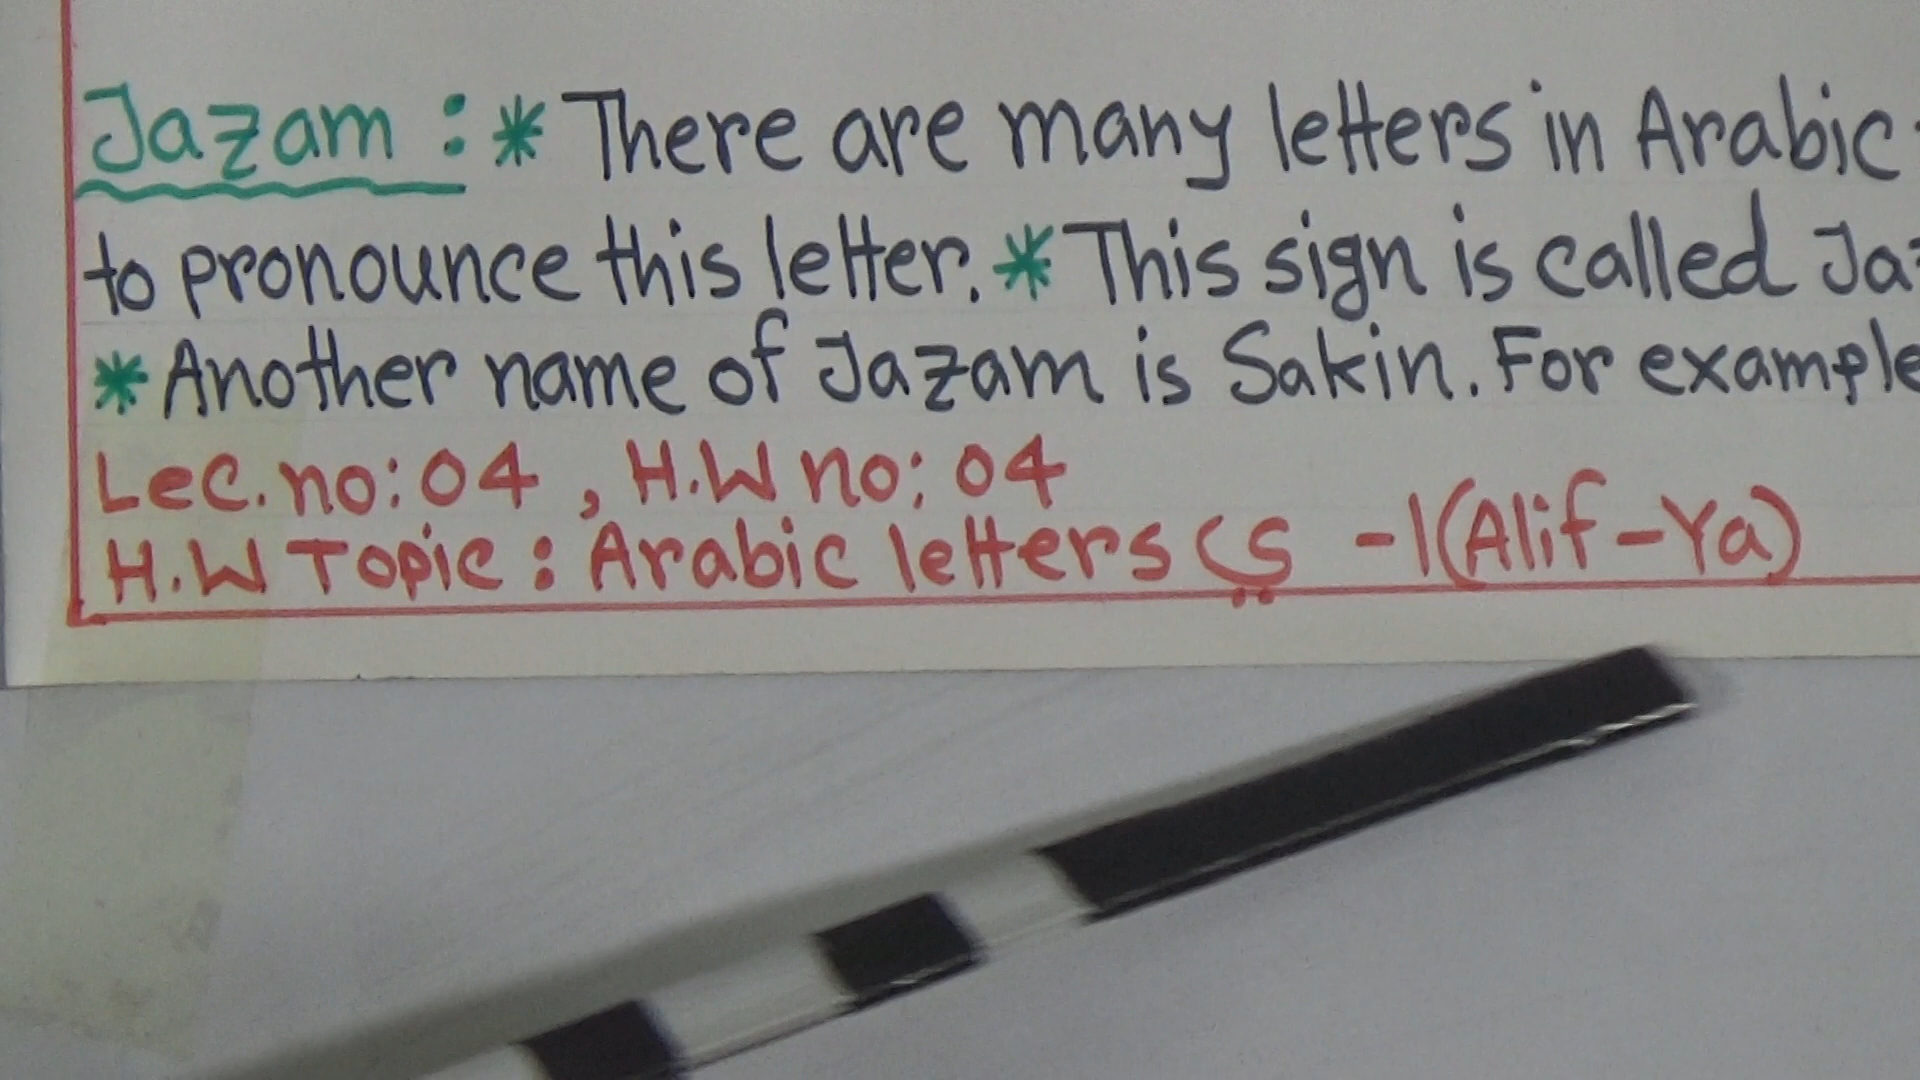 Jazam : * There are many letters in Arabic
to pronounce this letter. * This sign is called
* Another name of Jazam is Sakin. For example
Lec. no: 04 , H.W no: 04
H.W Topic : Arabic letters ي - ا (Alif - Ya)